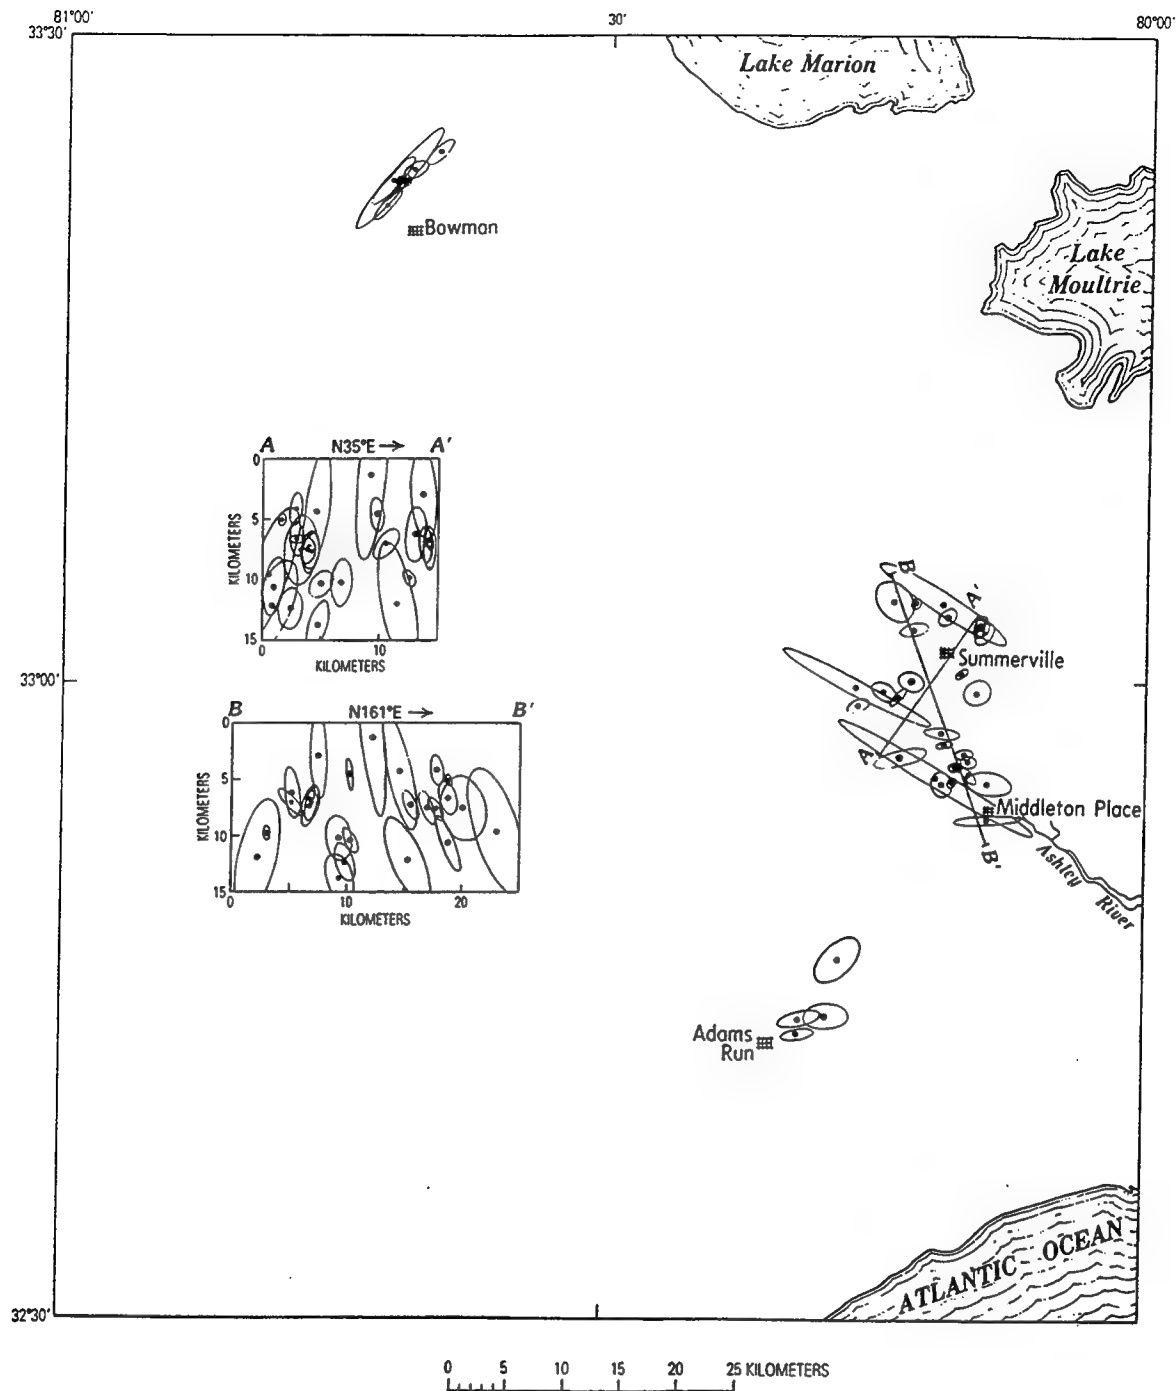 81°00' 30' 80°00'
33°30'
Lake Marion
Bowman
Lake
Moultrie
A N35°E A'
0
5
10
15
KILOMETERS
0 10
KILOMETERS
B
A'
Summerville
33°00'
A
B N161°E B'
0
5
10
15
KILOMETERS
0 10 20
KILOMETERS
Middleton Place
B'
Ashley
River
Adams
Run
ATLANTIC OCEAN
32°30'
0 5 10 15 20 25 KILOMETERS